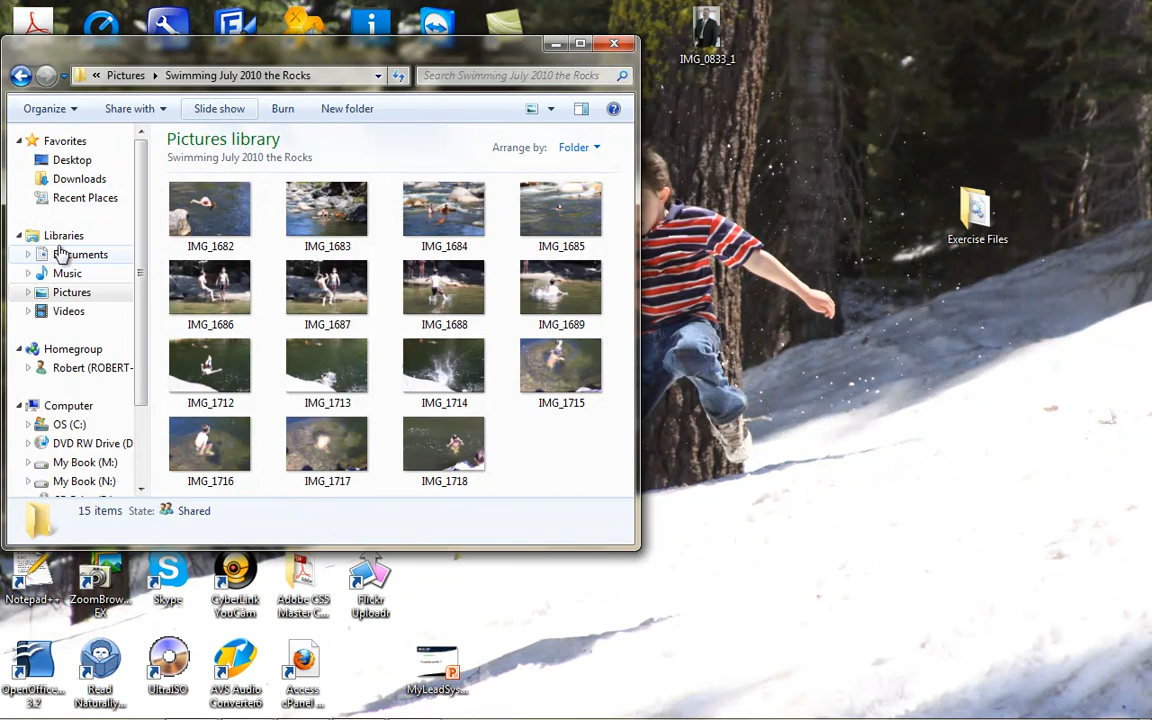 IMG_0833_1
Pictures
Swimming July 2010 the Rocks
Search Swimming July 2010 the Rocks
Organize
Share with
Slide show
Burn
New folder
Favorites
Desktop
Downloads
Recent Places
Libraries
Documents
Music
Pictures
Videos
Homegroup
Robert (ROBERT-
Computer
OS (C:)
DVD RW Drive (D
My Book (M:)
My Book (N:)
Pictures library
Swimming July 2010 the Rocks
Arrange by: Folder
IMG_1682 IMG_1683 IMG_1684 IMG_1685
IMG_1686 IMG_1687 IMG_1688 IMG_1689
IMG_1712 IMG_1713 IMG_1714 IMG_1715
IMG_1716 IMG_1717 IMG_1718
15 items State: Shared
Exercise Files
Notepad++
ZoomBrow...
EX
Skype
CyberLink
YouCam
Adobe CS5
Master C...
Flickr
Uploadr
OpenOffice...
3.2
Read
Naturally...
UltraISO
AVS Audio
Converter6
Access
cPanel ...
MyLeadSys...